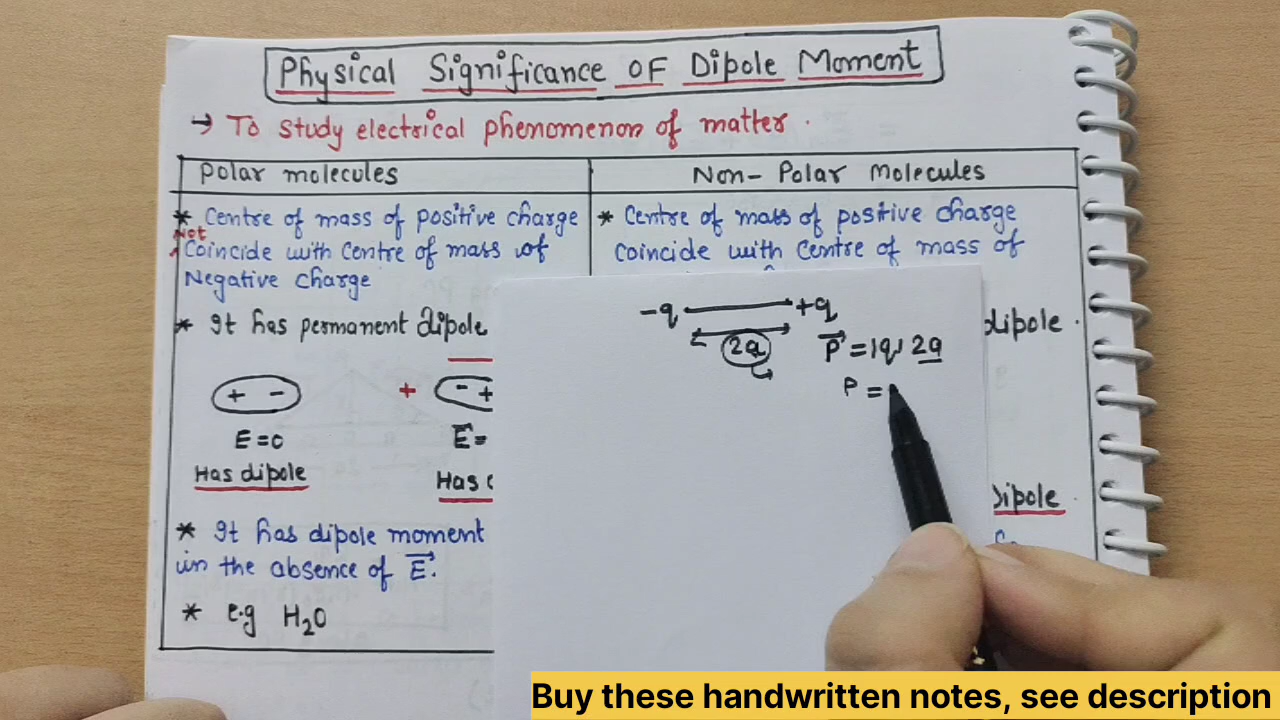 Physical Significance OF Dipole Moment
→ To study electrical phenomenon of matter.
Polar molecules
Non-Polar Molecules
* Centre of mass of positive charge
Not
Coincide with Centre of mass of
Negative Charge
* Centre of mass of positive charge
coincide with Centre of mass of
* It has permanent dipole
dipole.
+ -
+
- +
E = 0
E =
Has dipole
Has
Dipole.
* It has dipole moment
in the absence of E.
* e.g H₂O
-q
+q
2a
P = |q| 2a
P =
Buy these handwritten notes, see description